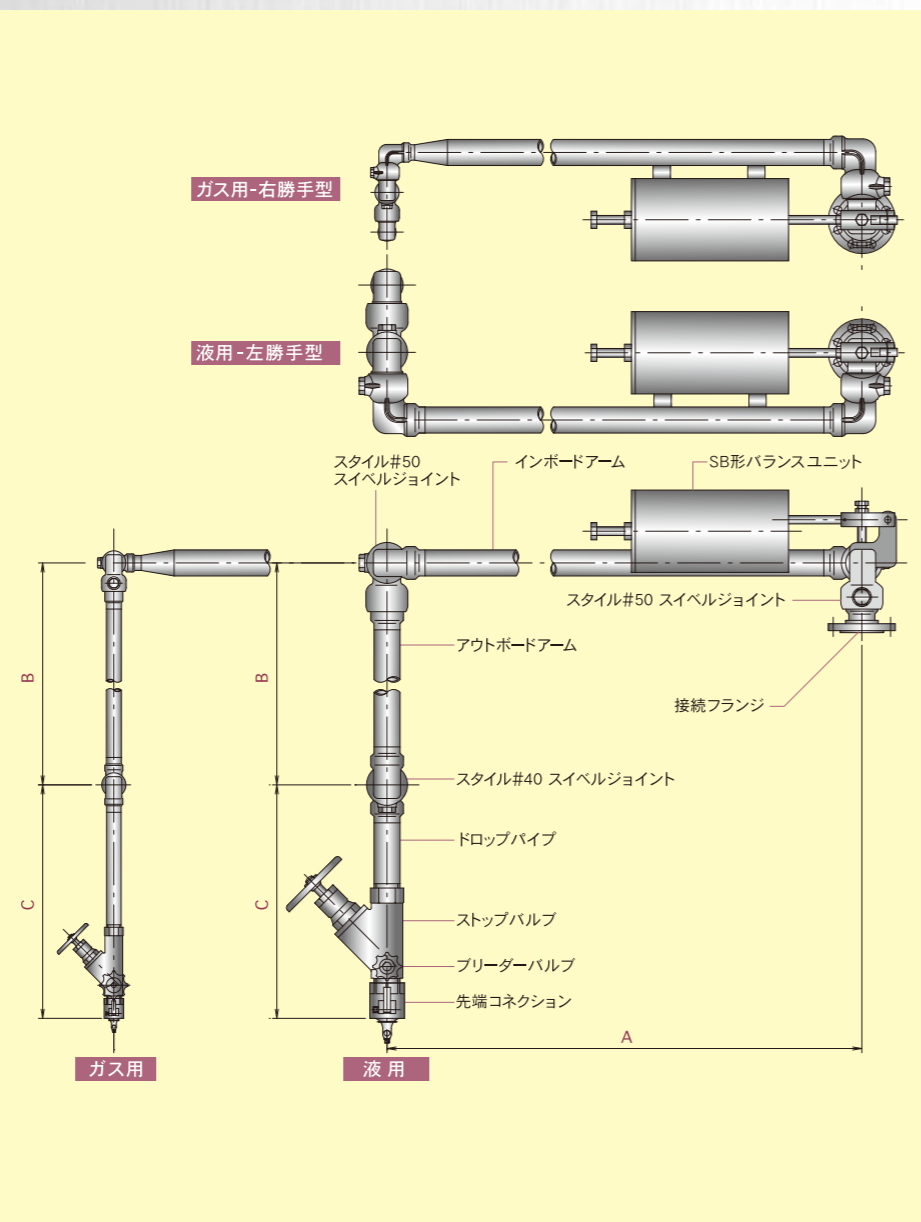 ガス用-右勝手型
液用-左勝手型
スタイル#50
スイベルジョイント
インボードアーム
SB形バランスユニット
スタイル#50 スイベルジョイント
アウトボードアーム
接続フランジ
B
B
スタイル#40 スイベルジョイント
ドロップパイプ
C
C
ストップバルブ
ブリーダーバルブ
先端コネクション
A
ガス用
液用